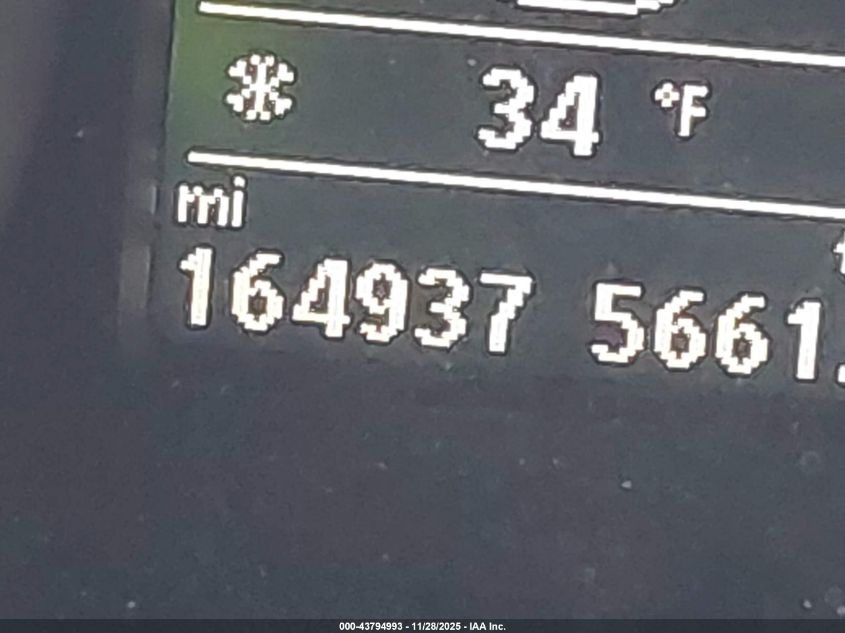 34 °F
mi
164937 5661.
000-43794993 - 11/28/2025 - IAA Inc.